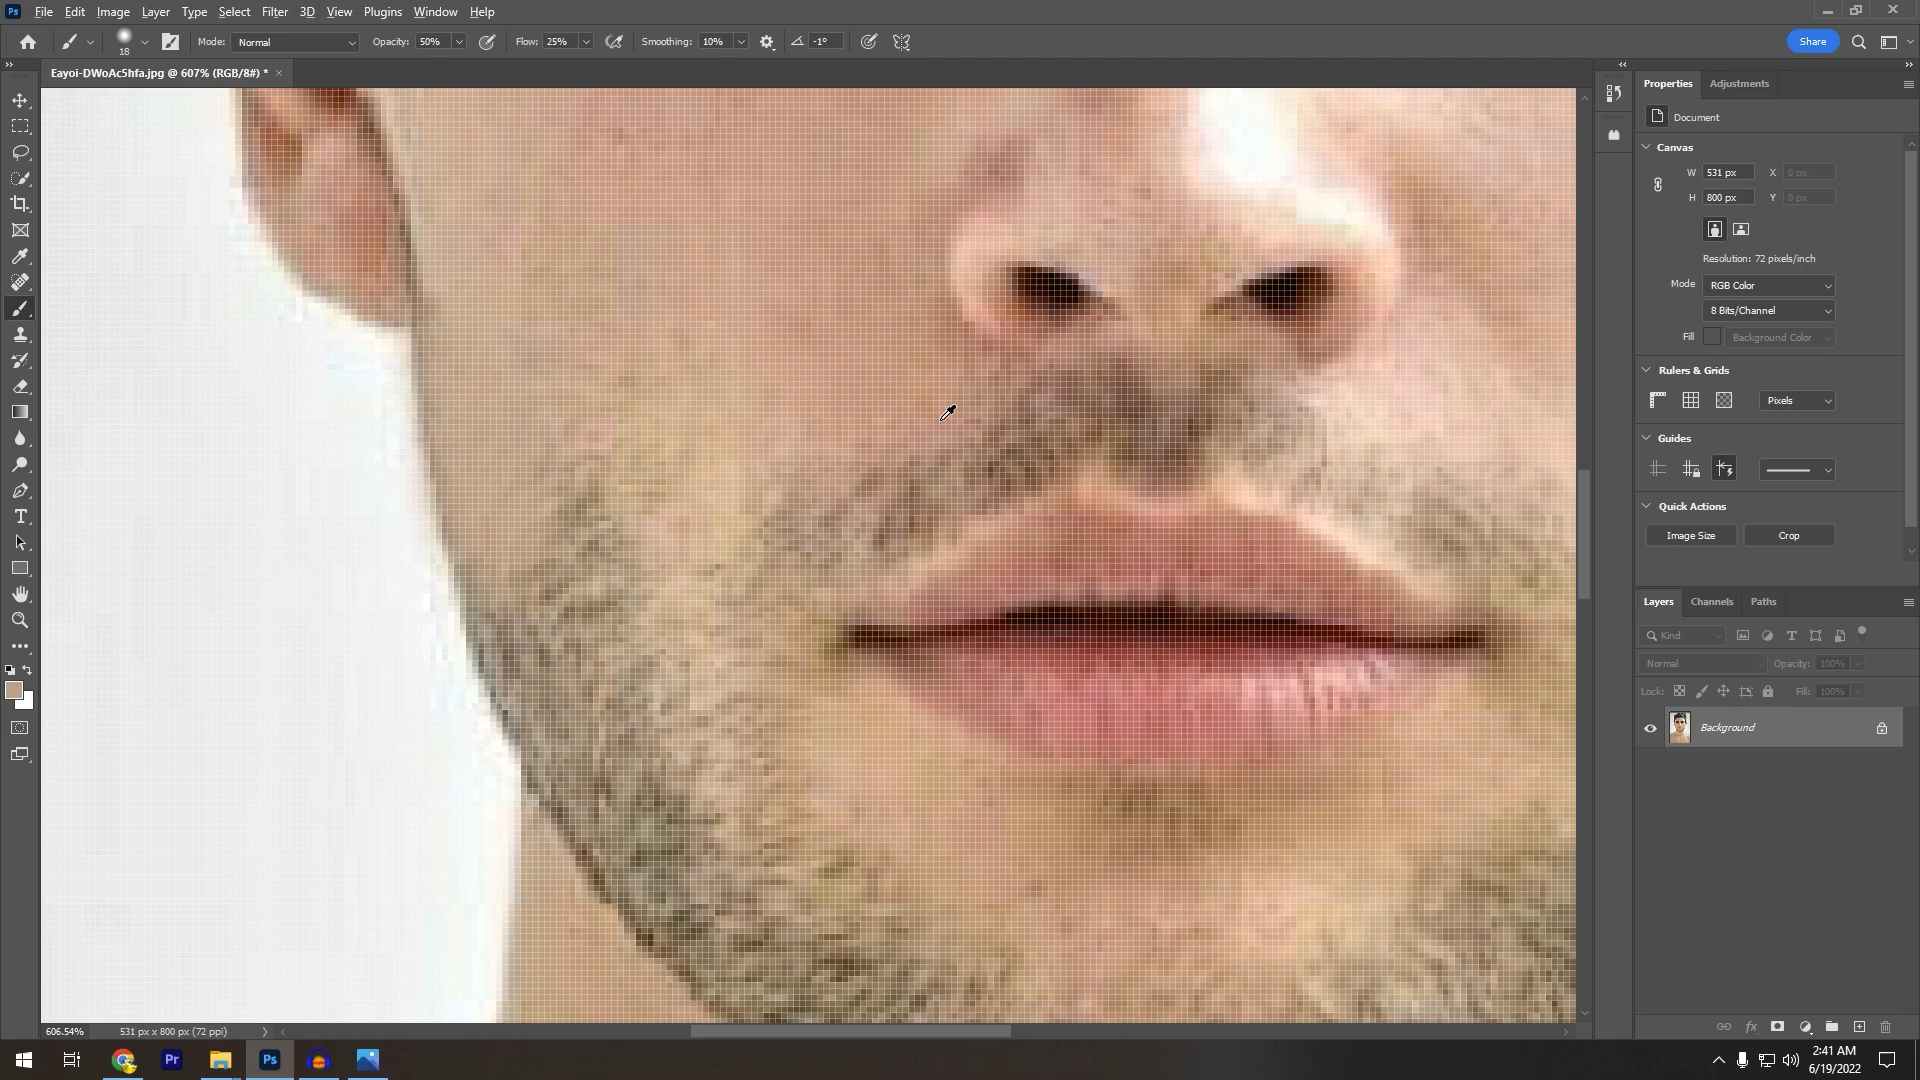 Ps File Edit Image Layer Type Select Filter 3D View Plugins Window Help
18 Mode: Normal Opacity: 50% Flow: 25% Smoothing: 10% -1° Share
Eayoi-DWoAc5hfa.jpg @ 607% (RGB/8#) * ×
Properties Adjustments
Document
Canvas
W 531 px X 0 px
H 800 px Y 0 px
Resolution: 72 pixels/inch
Mode RGB Color
8 Bits/Channel
Fill Background Color
Rulers & Grids
Pixels
Guides
Quick Actions
Image Size Crop
Layers Channels Paths
Kind
Normal Opacity: 100%
Lock: Fill: 100%
Background
606.54% 531 px x 800 px (72 ppi)
Pr Ps
2:41 AM
6/19/2022